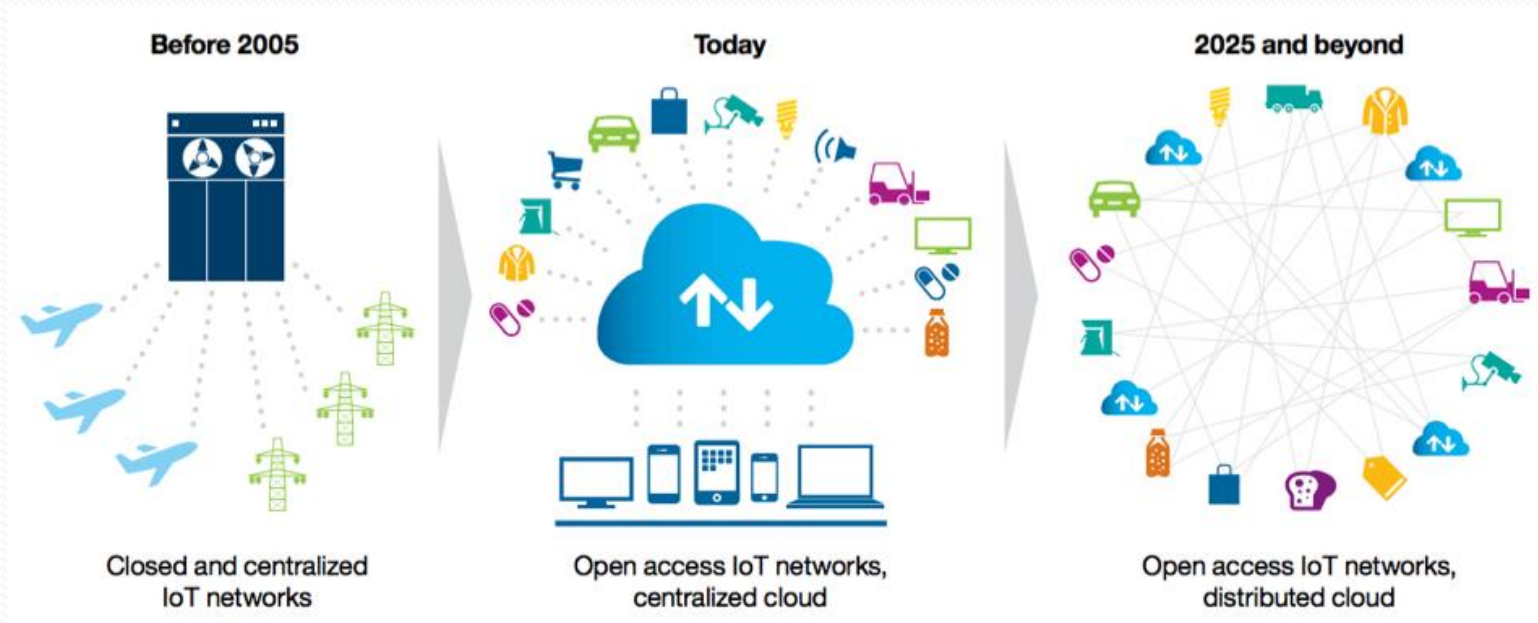 Before 2005
Today
2025 and beyond
Closed and centralized
IoT networks
Open access IoT networks,
centralized cloud
Open access IoT networks,
distributed cloud